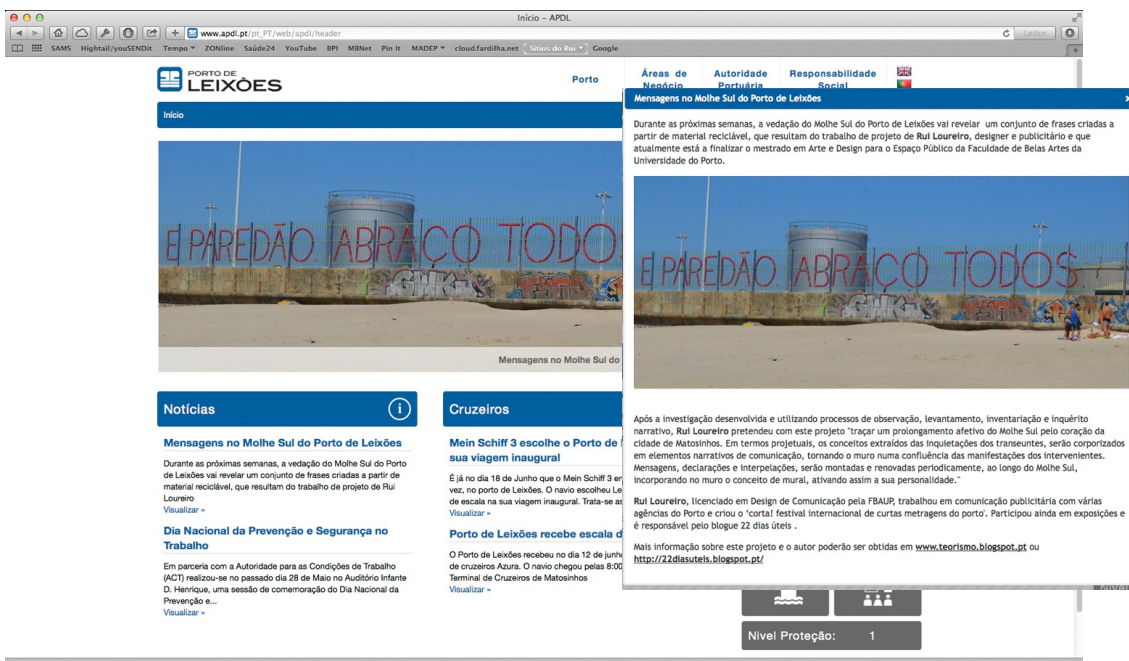 Início – APDL
www.apdl.pt/pt_PT/web/apdl/header
Leitor
SAMS Hightail/youSENDit Tempo ZONline Saúde24 YouTube BPI MBNet Pin It MADEP cloud.fardilha.net Sítios do Rui Google
PORTO DE
LEIXÕES
Porto
Áreas de
Negócio
Autoridade
Portuária
Responsabilidade
Social
Início
E PAREDÃO. ABRAÇO TODO
Mensagens no Molhe Sul do
Notícias
Mensagens no Molhe Sul do Porto de Leixões
Durante as próximas semanas, a vedação do Molhe Sul do Porto
de Leixões vai revelar um conjunto de frases criadas a partir de
material reciclável, que resultam do trabalho de projeto de Rui
Loureiro
Visualizar »
Dia Nacional da Prevenção e Segurança no
Trabalho
Em parceria com a Autoridade para as Condições de Trabalho
(ACT) realizou-se no passado dia 28 de Maio no Auditório Infante
D. Henrique, uma sessão de comemoração do Dia Nacional da
Prevenção e...
Visualizar »
Cruzeiros
Mein Schiff 3 escolhe o Porto de
sua viagem inaugural
É já no dia 18 de Junho que o Mein Schiff 3 er
vez, no porto de Leixões. O navio escolheu Le
de escala na sua viagem inaugural. Trata-se as
Visualizar »
Porto de Leixões recebe escala d
O Porto de Leixões recebeu no dia 12 de junh
de cruzeiros Azura. O navio chegou pelas 8:00
Terminal de Cruzeiros de Matosinhos
Visualizar »
Mensagens no Molhe Sul do Porto de Leixões
Durante as próximas semanas, a vedação do Molhe Sul do Porto de Leixões vai revelar um conjunto de frases criadas a
partir de material reciclável, que resultam do trabalho de projeto de Rui Loureiro, designer e publicitário e que
atualmente está a finalizar o mestrado em Arte e Design para o Espaço Público da Faculdade de Belas Artes da
Universidade do Porto.
E PAREDÃO ABRAÇO TODOS
Após a investigação desenvolvida e utilizando processos de observação, levantamento, inventariação e inquérito
narrativo, Rui Loureiro pretendeu com este projeto "traçar um prolongamento afetivo do Molhe Sul pelo coração da
cidade de Matosinhos. Em termos projetuais, os conceitos extraídos das inquietações dos transeuntes, serão corporizados
em elementos narrativos de comunicação, tornando o muro numa confluência das manifestações dos intervenientes.
Mensagens, declarações e interpelações, serão montadas e renovadas periodicamente, ao longo do Molhe Sul,
incorporando no muro o conceito de mural, ativando assim a sua personalidade."
Rui Loureiro, licenciado em Design de Comunicação pela FBAUP, trabalhou em comunicação publicitária com várias
agências do Porto e criou o 'corta! festival internacional de curtas metragens do porto'. Participou ainda em exposições e
é responsável pelo blogue 22 dias úteis .
Mais informação sobre este projeto e o autor poderão ser obtidas em www.teorismo.blogspot.pt ou
http://22diasuteis.blogspot.pt/
Nivel Proteção: 1